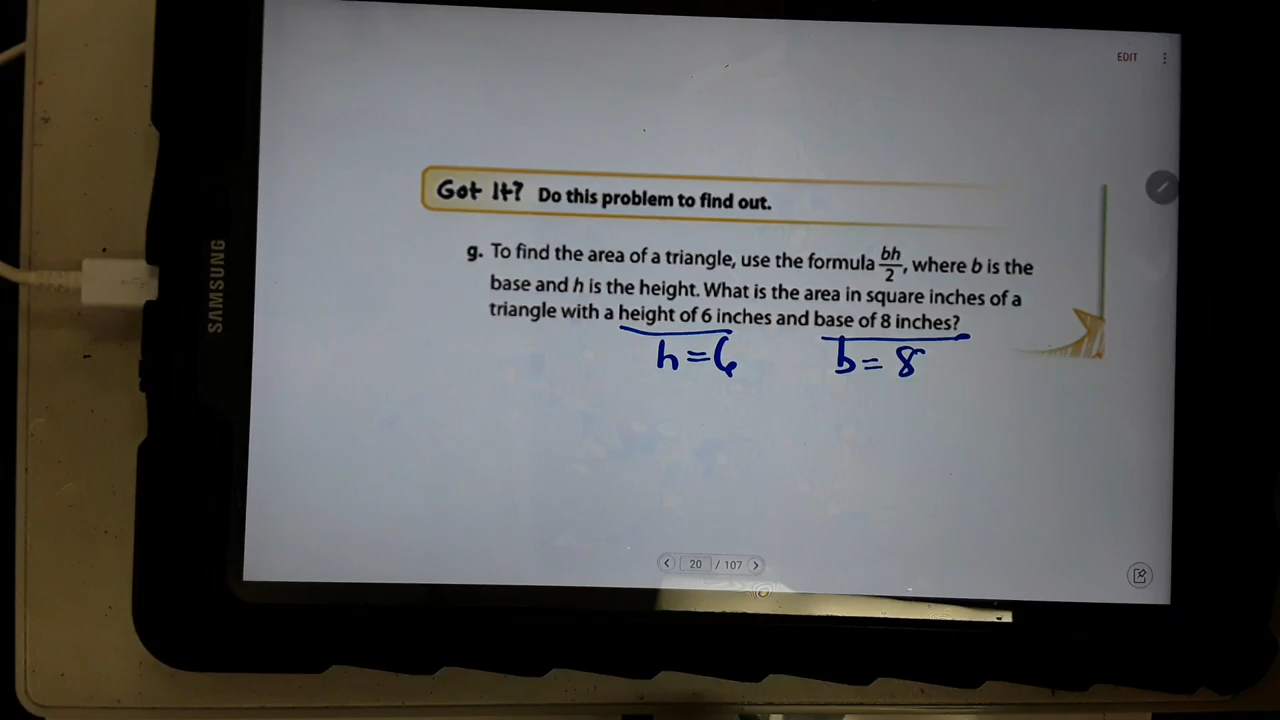 SAMSUNG
EDIT
Got It? Do this problem to find out.
g. To find the area of a triangle, use the formula bh/2, where b is the
base and h is the height. What is the area in square inches of a
triangle with a height of 6 inches and base of 8 inches?
h=6 b=8
20 / 107